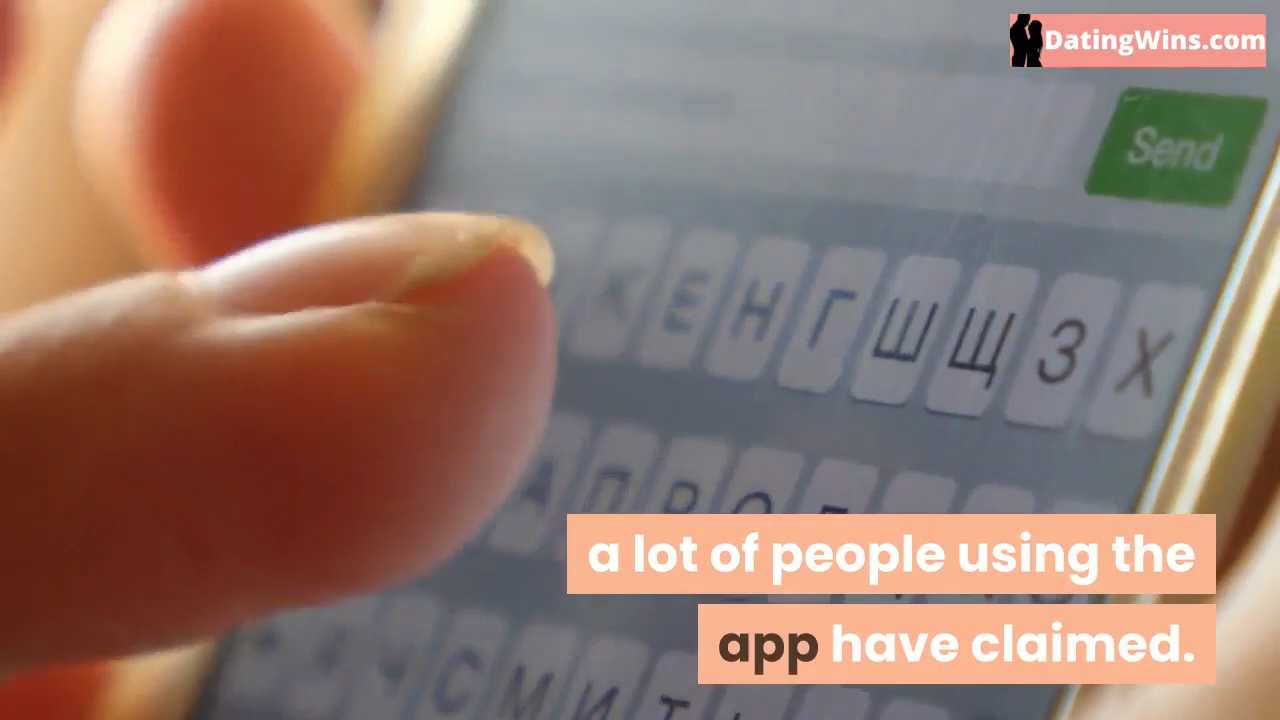 DatingWins.com
Send
К Е Н Г Ш Щ З Х
А П Р О Л
a lot of people using the
С М И Т
app have claimed.